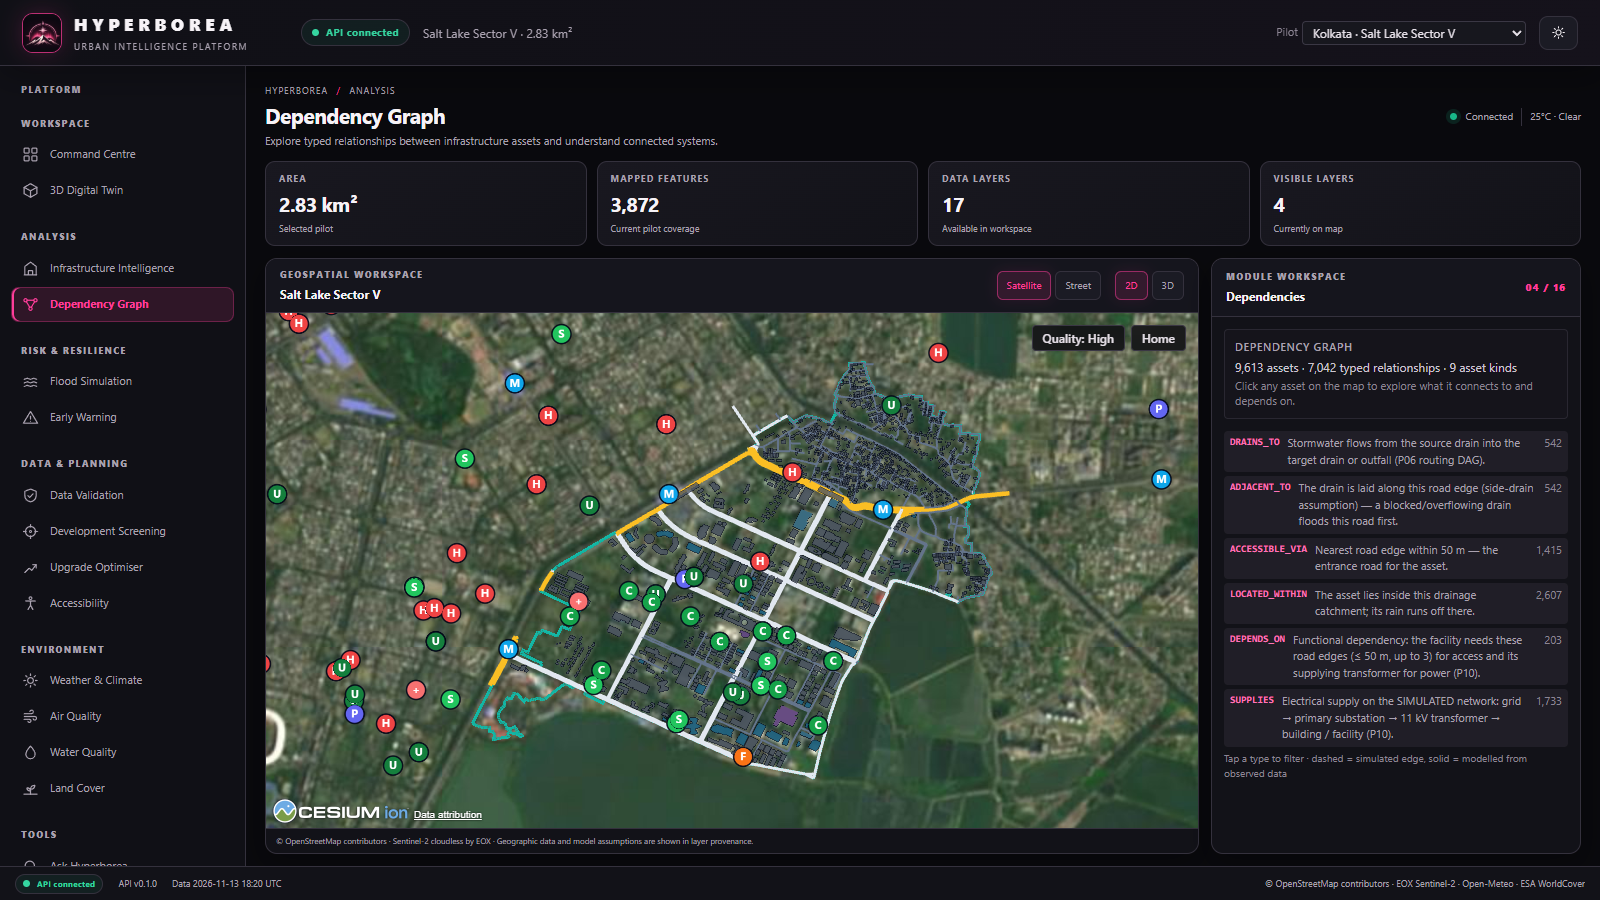 HYPERBOREA
URBAN INTELLIGENCE PLATFORM
API connected
Salt Lake Sector V · 2.83 km²
Pilot
Kolkata · Salt Lake Sector V
PLATFORM
WORKSPACE
Command Centre
3D Digital Twin
ANALYSIS
Infrastructure Intelligence
Dependency Graph
RISK & RESILIENCE
Flood Simulation
Early Warning
DATA & PLANNING
Data Validation
Development Screening
Upgrade Optimiser
Accessibility
ENVIRONMENT
Weather & Climate
Air Quality
Water Quality
Land Cover
TOOLS
Ask Hyperborea
HYPERBOREA / ANALYSIS
Dependency Graph
Explore typed relationships between infrastructure assets and understand connected systems.
Connected
25°C · Clear
AREA
2.83 km²
Selected pilot
MAPPED FEATURES
3,872
Current pilot coverage
DATA LAYERS
17
Available in workspace
VISIBLE LAYERS
4
Currently on map
GEOSPATIAL WORKSPACE
Salt Lake Sector V
Satellite
Street
2D
3D
Quality: High
Home
H
H
S
M
H
H
S
H
U
U
M
H
M
U
H
P
M
H
S
H
H
H
H
U
H
U
U
P
+
S
H
U
U
M
+
C
C
C
U
U
H
C
C
C
C
C
S
C
S
U
S
C
C
S
F
CESIUM ion
Data attribution
© OpenStreetMap contributors · Sentinel-2 cloudless by EOX · Geographic data and model assumptions are shown in layer provenance.
MODULE WORKSPACE
Dependencies
04 / 16
DEPENDENCY GRAPH
9,613 assets · 7,042 typed relationships · 9 asset kinds
Click any asset on the map to explore what it connects to and
depends on.
DRAINS_TO Stormwater flows from the source drain into the 542
target drain or outfall (P06 routing DAG).
ADJACENT_TO The drain is laid along this road edge (side-drain 542
assumption) — a blocked/overflowing drain
floods this road first.
ACCESSIBLE_VIA Nearest road edge within 50 m — the 1,415
entrance road for the asset.
LOCATED_WITHIN The asset lies inside this drainage 2,607
catchment; its rain runs off there.
DEPENDS_ON Functional dependency: the facility needs these 203
road edges (≤ 50 m, up to 3) for access and its
supplying transformer for power (P10).
SUPPLIES Electrical supply on the SIMULATED network: grid 1,733
→ primary substation → 11 kV transformer →
building / facility (P10).
Tap a type to filter · dashed = simulated edge, solid = modelled from
observed data
API connected
API v0.1.0
Data 2026-11-13 18:20 UTC
© OpenStreetMap contributors · EOX Sentinel-2 · Open-Meteo · ESA WorldCover